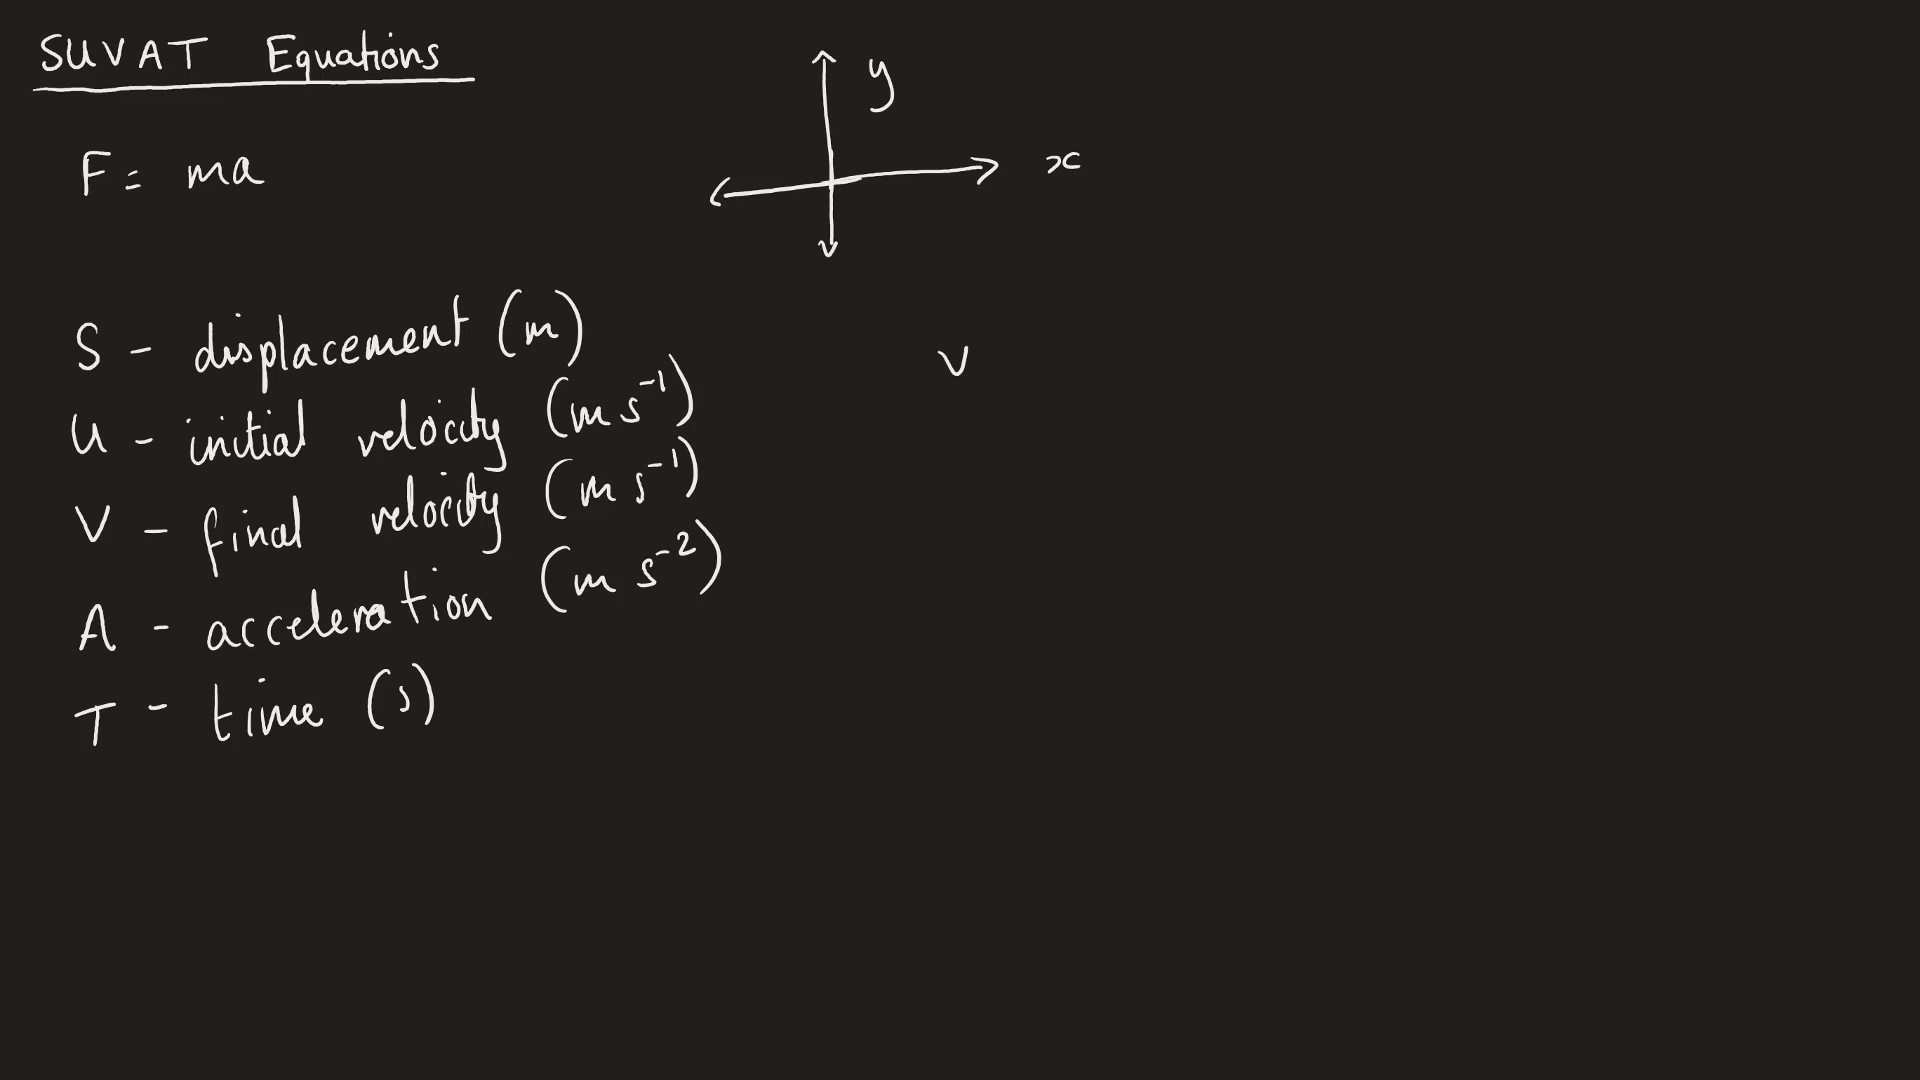 SUVAT Equations
y
x
F = ma
S - displacement (m)
v
u - initial velocity (m s⁻¹)
v - final velocity (m s⁻¹)
A - acceleration (m s⁻²)
T - time (s)